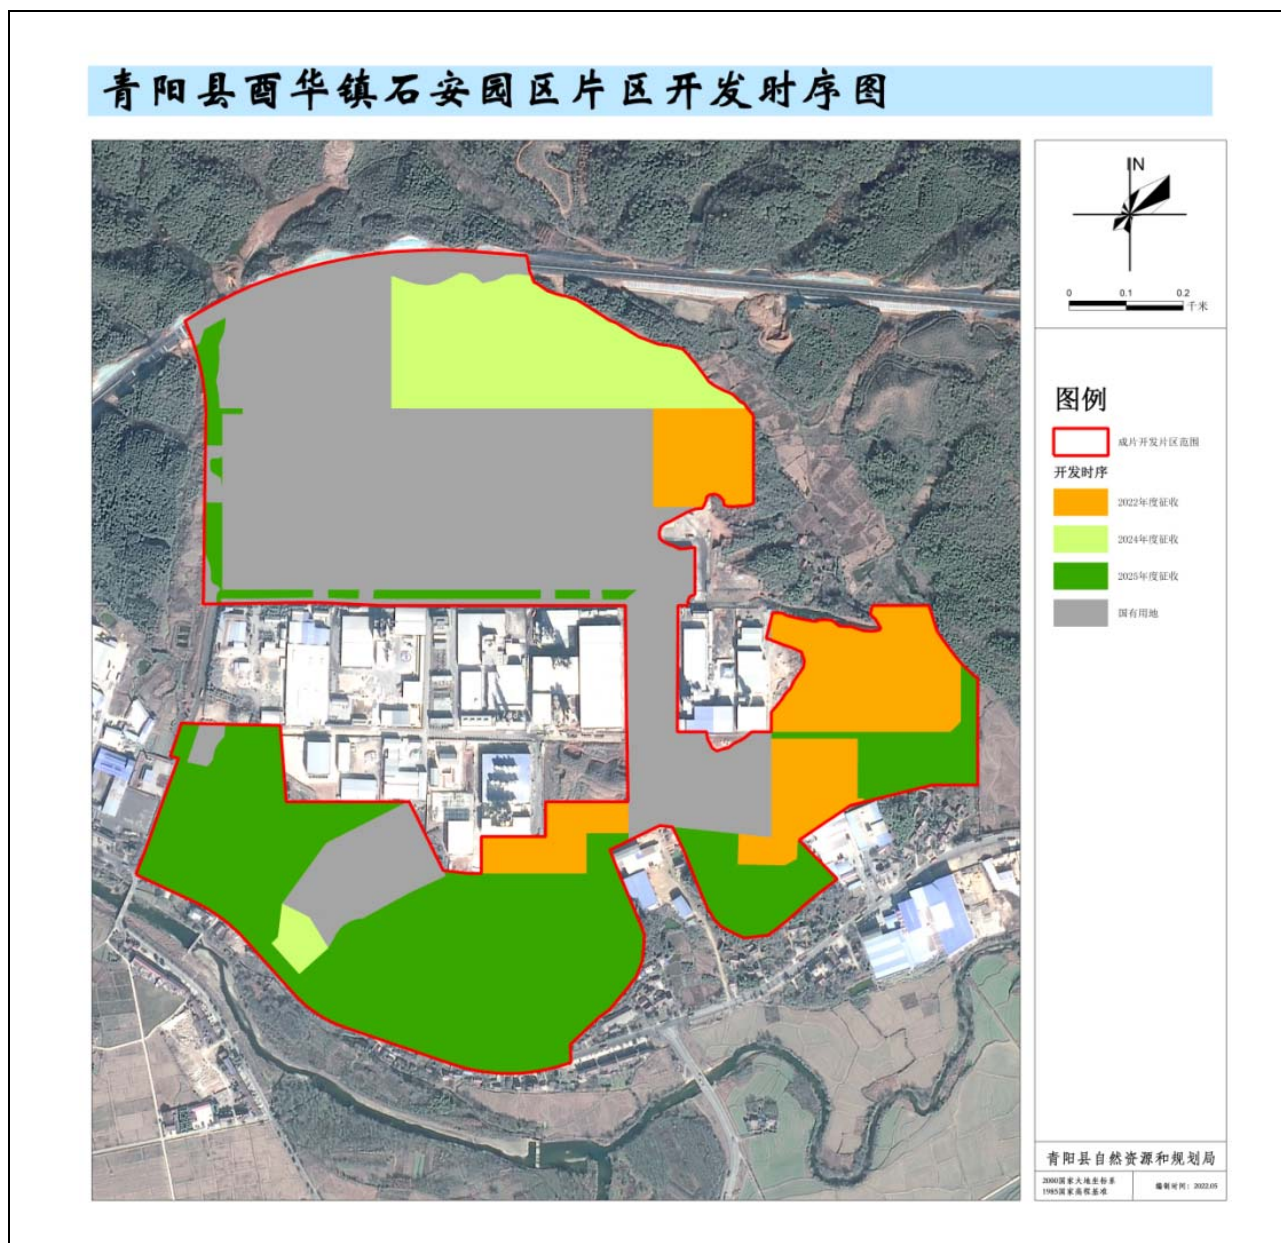 青阳县酉华镇石安园区片区开发时序图
N
0 0.1 0.2
千米
图例
成片开发片区范围
开发时序
2022年度征收
2024年度征收
2025年度征收
国有用地
青阳县自然资源和规划局
2000国家大地坐标系
1985国家高程基准
编制时间：2022.05